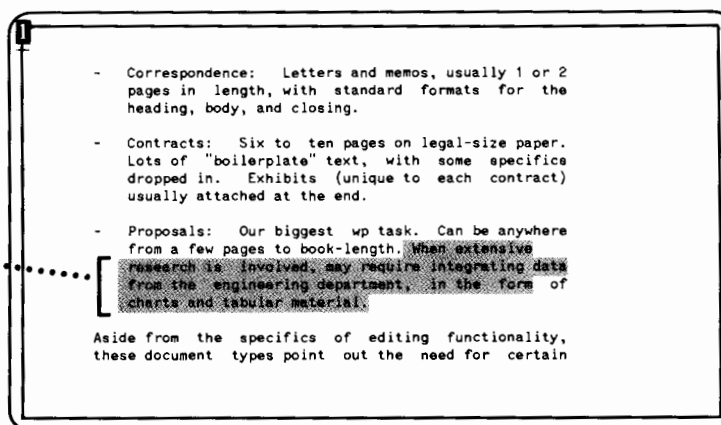 1
- Correspondence: Letters and memos, usually 1 or 2
pages in length, with standard formats for the
heading, body, and closing.
- Contracts: Six to ten pages on legal-size paper.
Lots of "boilerplate" text, with some specifics
dropped in. Exhibits (unique to each contract)
usually attached at the end.
- Proposals: Our biggest wp task. Can be anywhere
from a few pages to book-length. When extensive
research is involved, may require integrating data
from the engineering department, in the form of
charts and tabular material.
Aside from the specifics of editing functionality,
these document types point out the need for certain